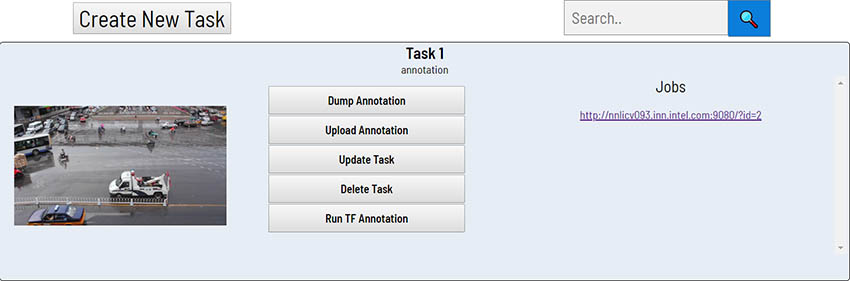 Create New Task
Search..
Task 1
annotation
Dump Annotation
Upload Annotation
Update Task
Delete Task
Run TF Annotation
Jobs
http://nnlicv093.inn.intel.com:9080/?id=2